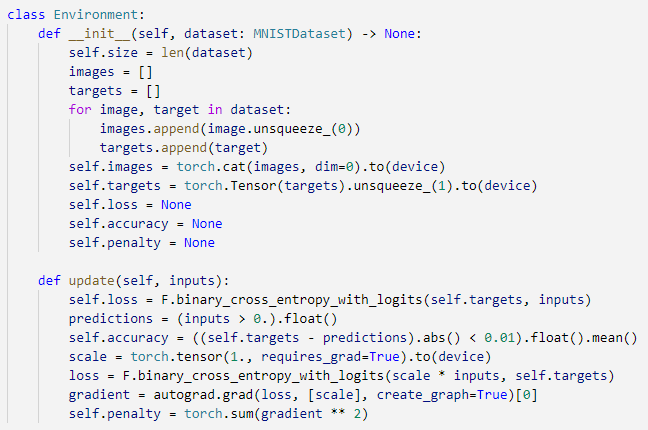 class Environment:
    def __init__(self, dataset: MNISTDataset) -> None:
        self.size = len(dataset)
        images = []
        targets = []
        for image, target in dataset:
            images.append(image.unsqueeze_(0))
            targets.append(target)
        self.images = torch.cat(images, dim=0).to(device)
        self.targets = torch.Tensor(targets).unsqueeze_(1).to(device)
        self.loss = None
        self.accuracy = None
        self.penalty = None

    def update(self, inputs):
        self.loss = F.binary_cross_entropy_with_logits(self.targets, inputs)
        predictions = (inputs > 0.).float()
        self.accuracy = ((self.targets - predictions).abs() < 0.01).float().mean()
        scale = torch.tensor(1., requires_grad=True).to(device)
        loss = F.binary_cross_entropy_with_logits(scale * inputs, self.targets)
        gradient = autograd.grad(loss, [scale], create_graph=True)[0]
        self.penalty = torch.sum(gradient ** 2)